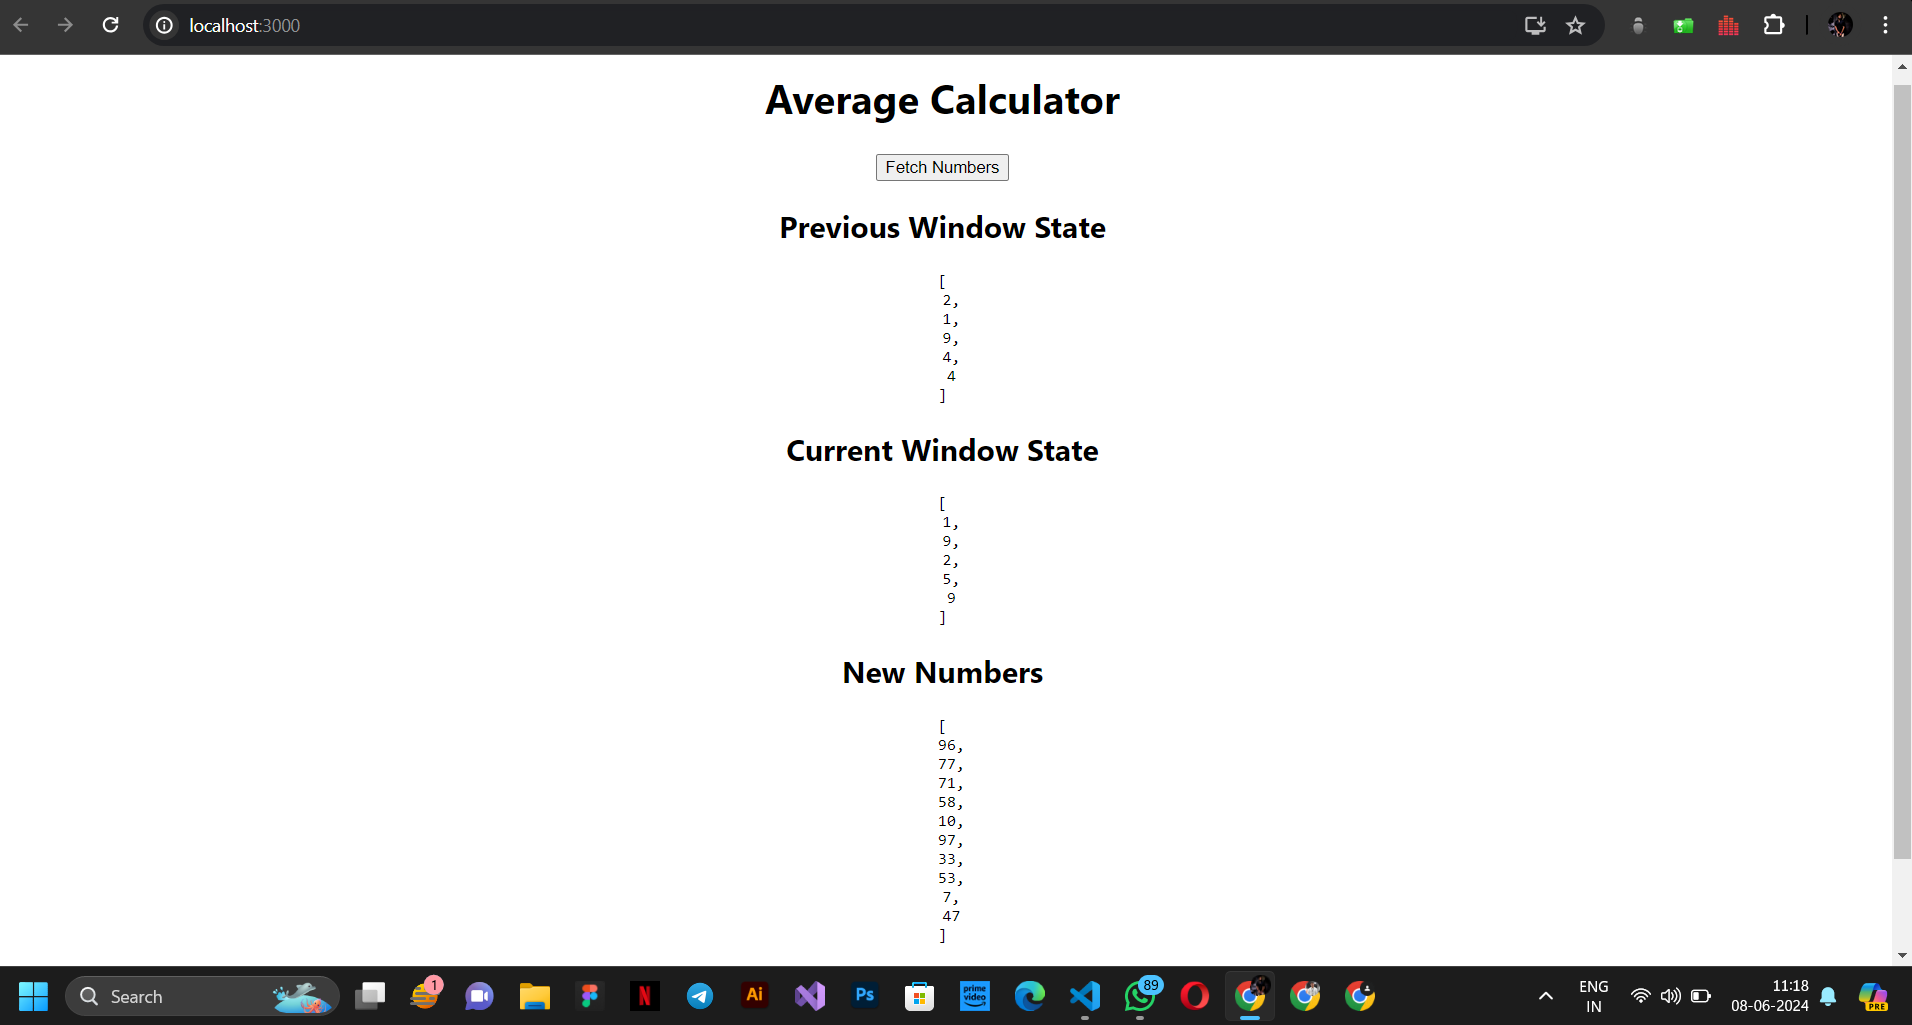 localhost:3000
Average Calculator
Fetch Numbers
Previous Window State
[
2,
1,
9,
4,
4
]
Current Window State
[
1,
9,
2,
5,
9
]
New Numbers
[
96,
77,
71,
58,
10,
97,
33,
53,
7,
47
]
Search
1
N
Ai
Ps
prime video
89
PRE
ENG
IN
11:18
08-06-2024